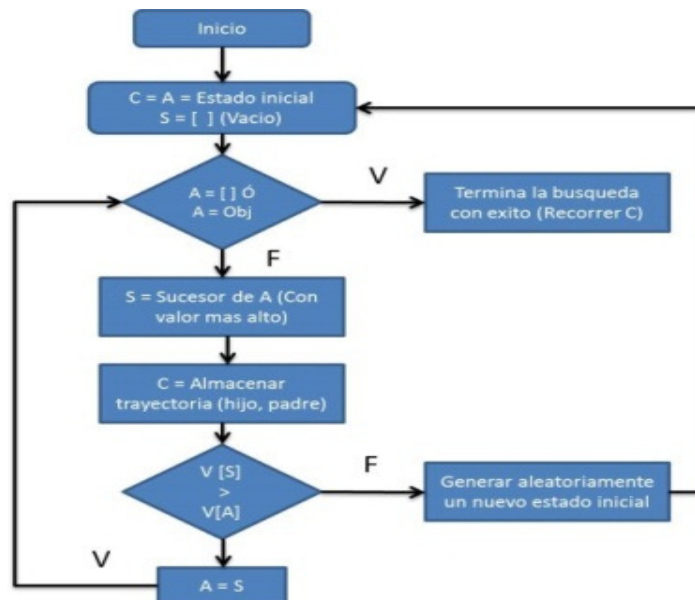 Inicio
C = A = Estado inicial
S = [ ] (Vacio)
A = [ ] Ó
A = Obj
V
Termina la busqueda
con exito (Recorrer C)
F
S = Sucesor de A (Con
valor mas alto)
C = Almacenar
trayectoria (hijo, padre)
V [S]
>
V[A]
F
Generar aleatoriamente
un nuevo estado inicial
V
A = S